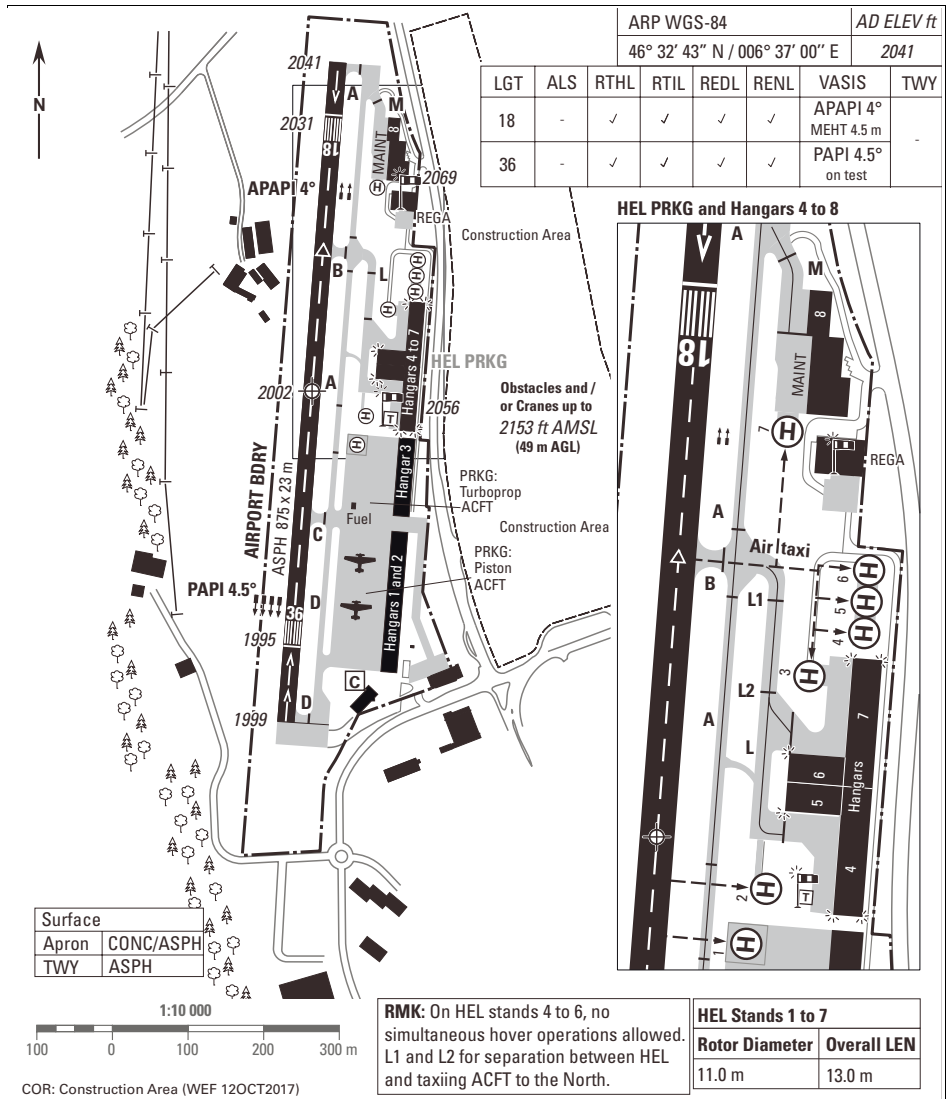 ARP WGS-84
AD ELEV ft
46° 32' 43" N / 006° 37' 00" E
2041
LGT ALS RTHL RTIL REDL RENL VASIS TWY
18 - ✓ ✓ ✓ ✓ APAPI 4° -
MEHT 4.5 m
36 - ✓ ✓ ✓ ✓ PAPI 4.5°
on test
N
2041
A
M
2031
18
8
MAINT
H
2069
APAPI 4°
REGA
Construction Area
B
L
H
H
H
H
HEL PRKG
Hangars 4 to 7
2002
A
Obstacles and /
or Cranes up to
2153 ft AMSL
(49 m AGL)
2056
H
T
H
Hangar 3
AIRPORT BDRY
ASPH 875 x 23 m
PRKG:
Turboprop
ACFT
Fuel
Construction Area
C
PRKG:
Piston
ACFT
Hangars 1 and 2
PAPI 4.5°
D
36
1995
C
D
1999
HEL PRKG and Hangars 4 to 8
A
M
18
8
MAINT
7
H
REGA
A
Air taxi
B
L1
6
H
5
H
4
H
3
H
L2
A
L
7
6
5
Hangars
4
2
H
T
1
H
Surface
Apron CONC/ASPH
TWY ASPH
1:10 000
100 0 100 200 300 m
COR: Construction Area (WEF 12OCT2017)
RMK: On HEL stands 4 to 6, no
simultaneous hover operations allowed.
L1 and L2 for separation between HEL
and taxiing ACFT to the North.
HEL Stands 1 to 7
Rotor Diameter Overall LEN
11.0 m 13.0 m